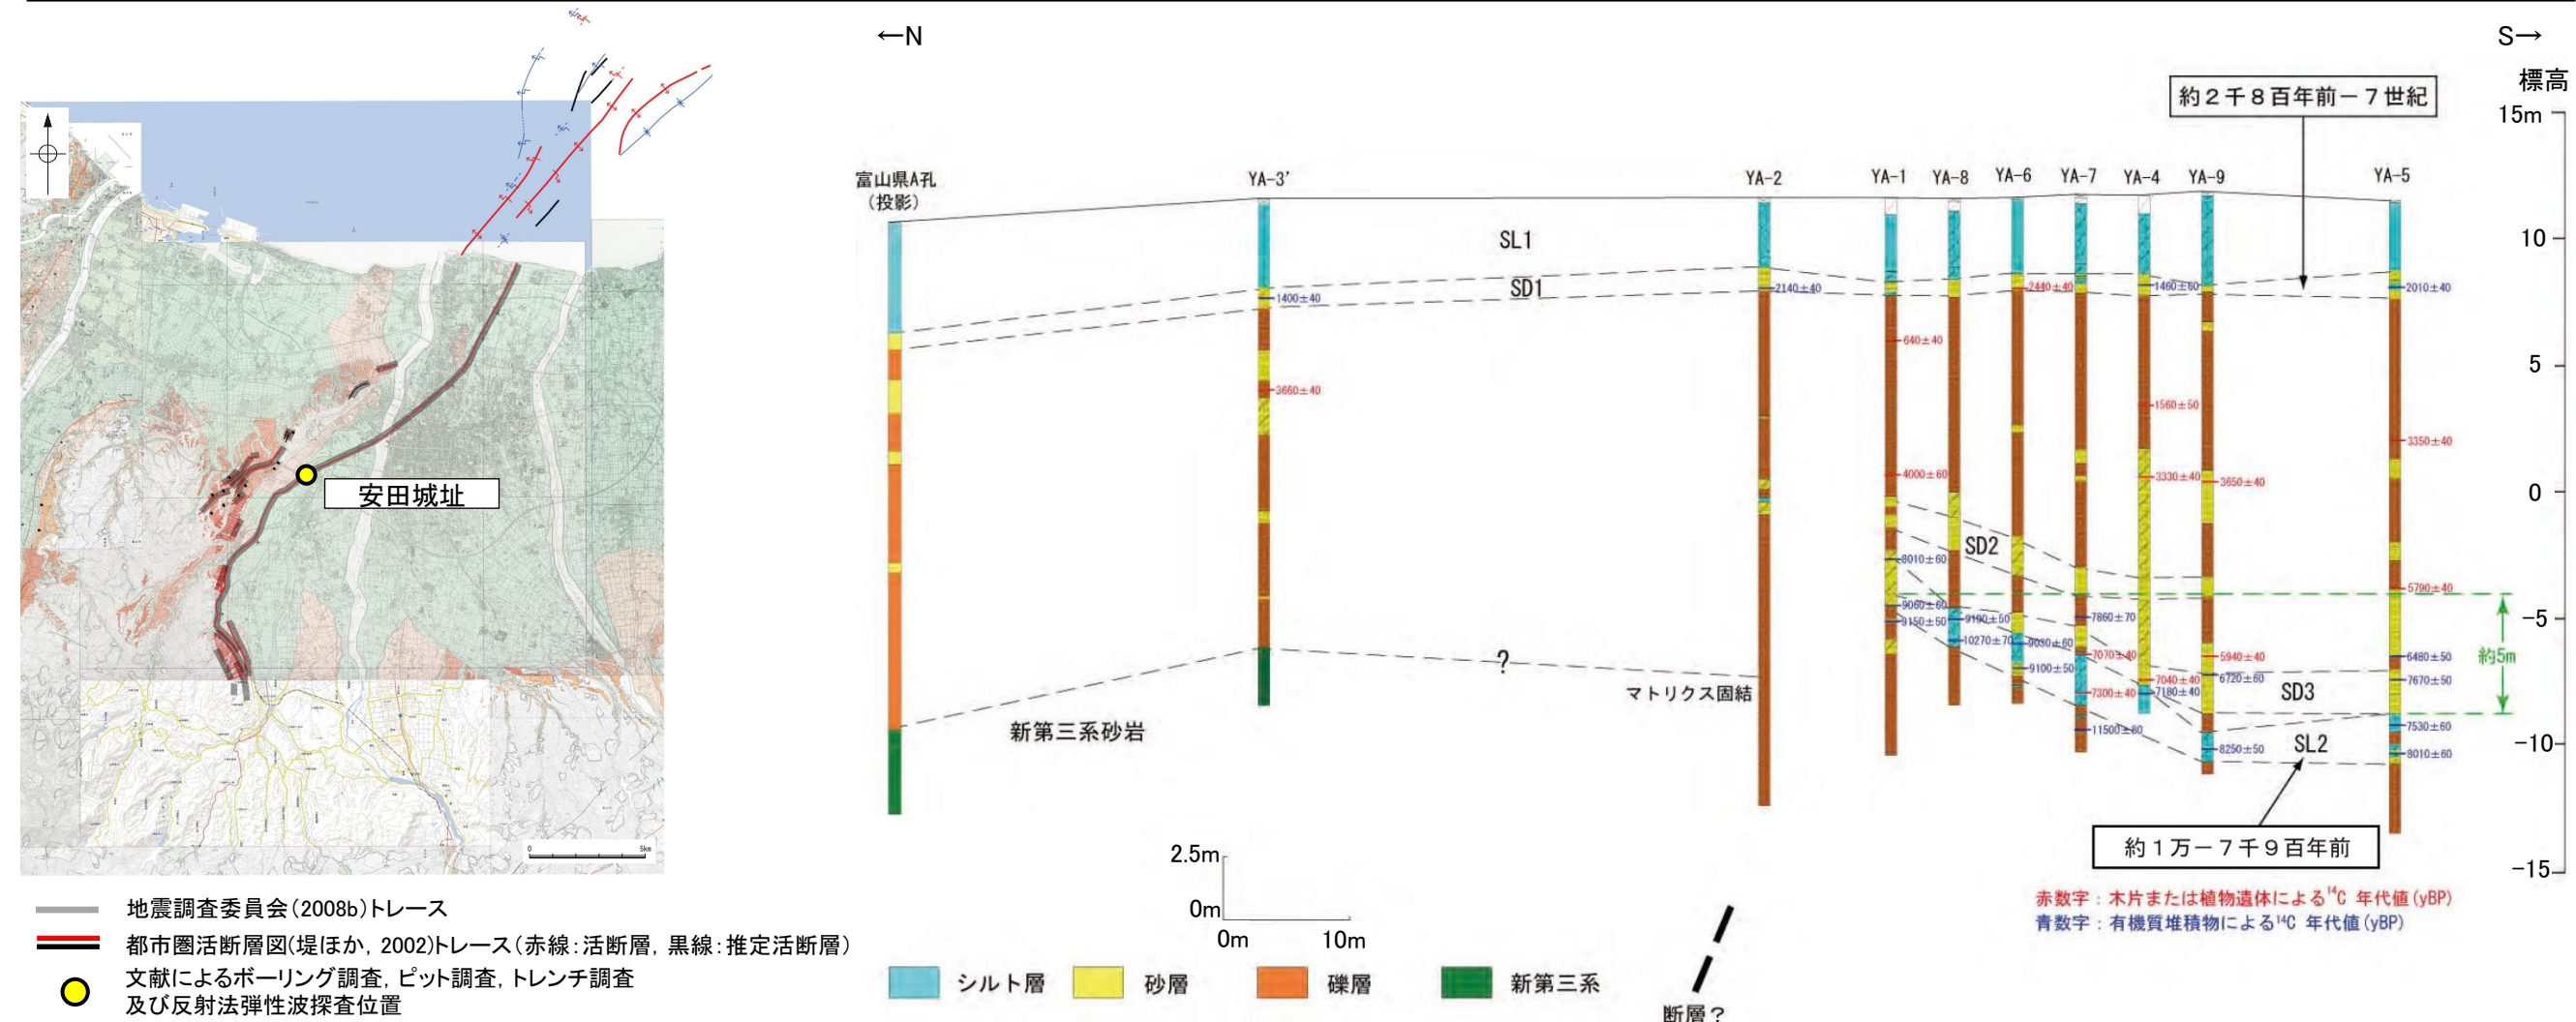 ←N
S→
標高
約２千８百年前－７世紀
15m
富山県A孔
（投影）
YA-3’
YA-2
YA-1
YA-8
YA-6
YA-7
YA-4
YA-9
YA-5
10
SL1
SD1
1400±40
2140±40
2440±40
1460±60
2010±40
640±40
5
3660±40
1560±50
3350±40
4000±60
3330±40
3650±40
0
安田城址
SD2
8010±60
5790±40
9060±60
9150±50
9190±50
7860±70
-5
10270±70
9030±60
9100±50
7070±40
5940±40
6480±50
約5m
?
マトリクス固結
7300±40
7040±40
7180±40
6720±60
7670±50
SD3
新第三系砂岩
11500±80
7530±60
8250±50
SL2
8010±60
-10
約１万－７千９百年前
-15
0
5km
2.5m
0m
0m
10m
赤数字：木片または植物遺体による¹⁴C 年代値(yBP)
青数字：有機質堆積物による¹⁴C 年代値(yBP)
地震調査委員会（2008b）トレース
都市圏活断層図(堤ほか，2002)トレース（赤線：活断層，黒線：推定活断層）
文献によるボーリング調査，ピット調査，トレンチ調査
及び反射法弾性波探査位置
シルト層
砂層
礫層
新第三系
断層？